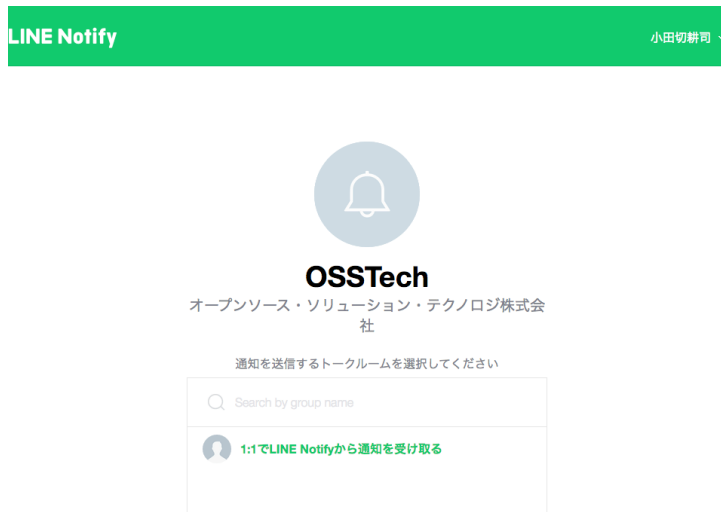 LINE Notify
小田切耕司
OSSTech
オープンソース・ソリューション・テクノロジ株式会
社
通知を送信するトークルームを選択してください
Search by group name
1:1でLINE Notifyから通知を受け取る